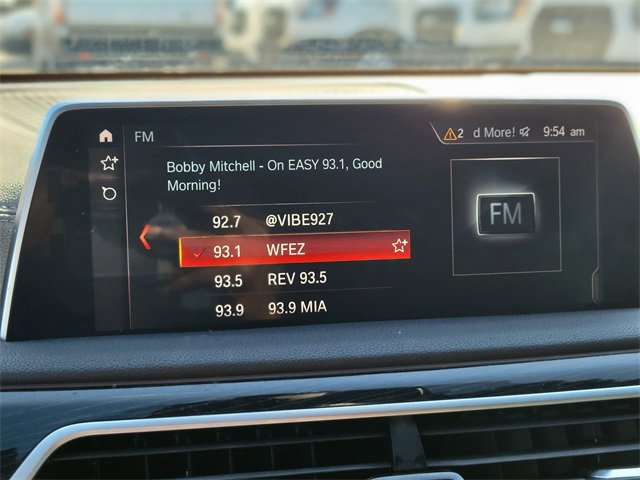 FM
2 d More! 9:54 am
Bobby Mitchell - On EASY 93.1, Good
Morning!
92.7 @VIBE927
93.1 WFEZ
93.5 REV 93.5
93.9 93.9 MIA
FM